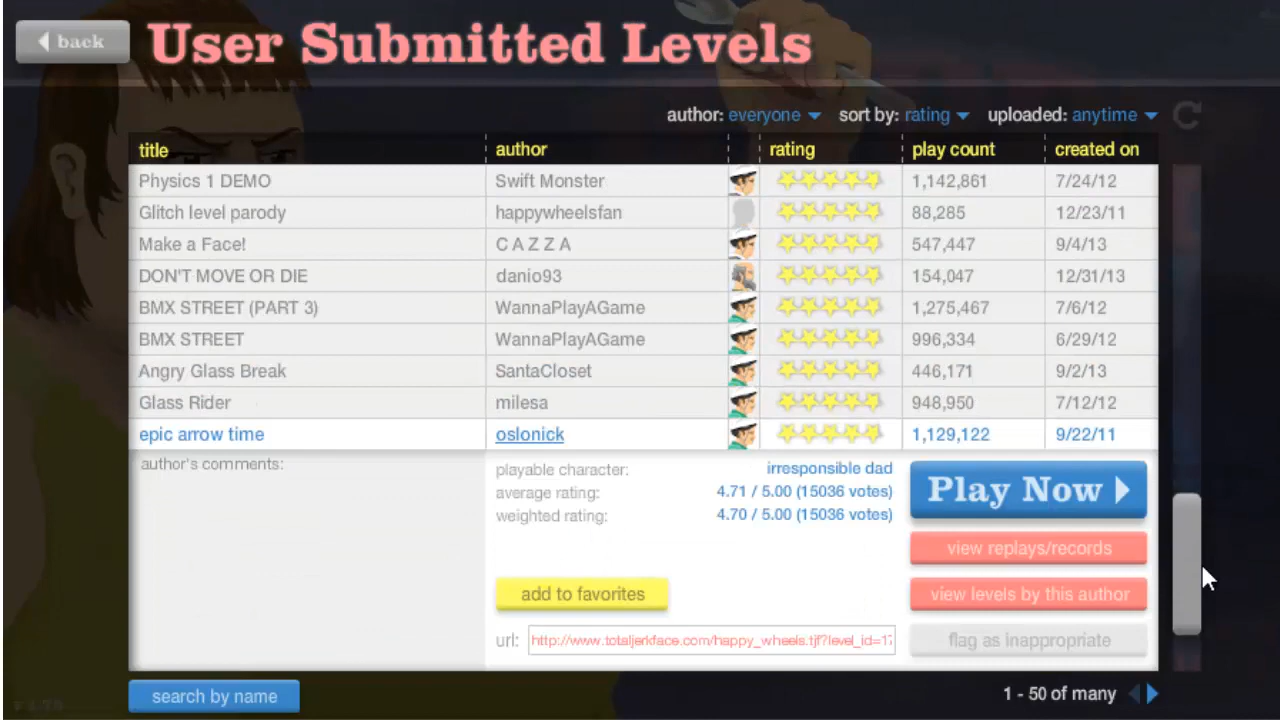 back
User Submitted Levels
author: everyone sort by: rating uploaded: anytime
title author rating play count created on
Physics 1 DEMO Swift Monster 1,142,861 7/24/12
Glitch level parody happywheelsfan 88,285 12/23/11
Make a Face! C A Z Z A 547,447 9/4/13
DON'T MOVE OR DIE danio93 154,047 12/31/13
BMX STREET (PART 3) WannaPlayAGame 1,275,467 7/6/12
BMX STREET WannaPlayAGame 996,334 6/29/12
Angry Glass Break SantaCloset 446,171 9/2/13
Glass Rider milesa 948,950 7/12/12
epic arrow time oslonick 1,129,122 9/22/11
author's comments:
playable character: irresponsible dad
average rating: 4.71 / 5.00 (15036 votes)
weighted rating: 4.70 / 5.00 (15036 votes)
Play Now
view replays/records
add to favorites
view levels by this author
url: http://www.totaljerkface.com/happy_wheels.tjf?level_id=17
flag as inappropriate
search by name
1 - 50 of many